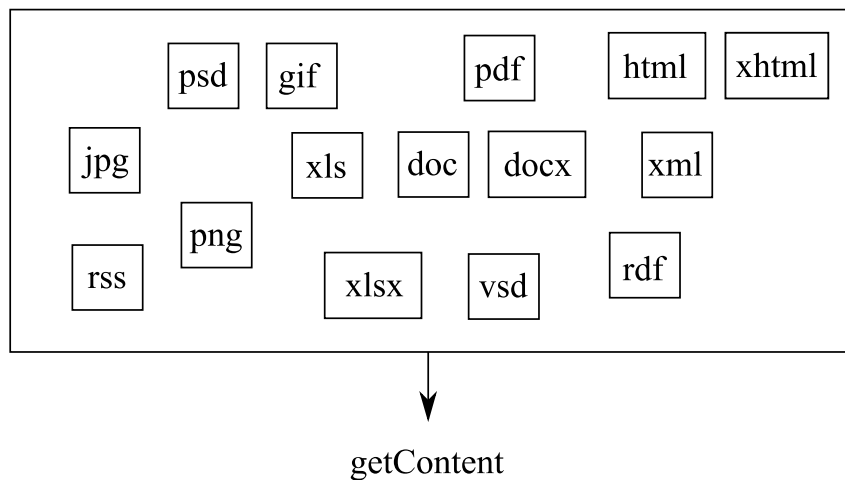 psd gif pdf html xhtml
jpg xls doc docx xml
png
rss xlsx vsd rdf
getContent